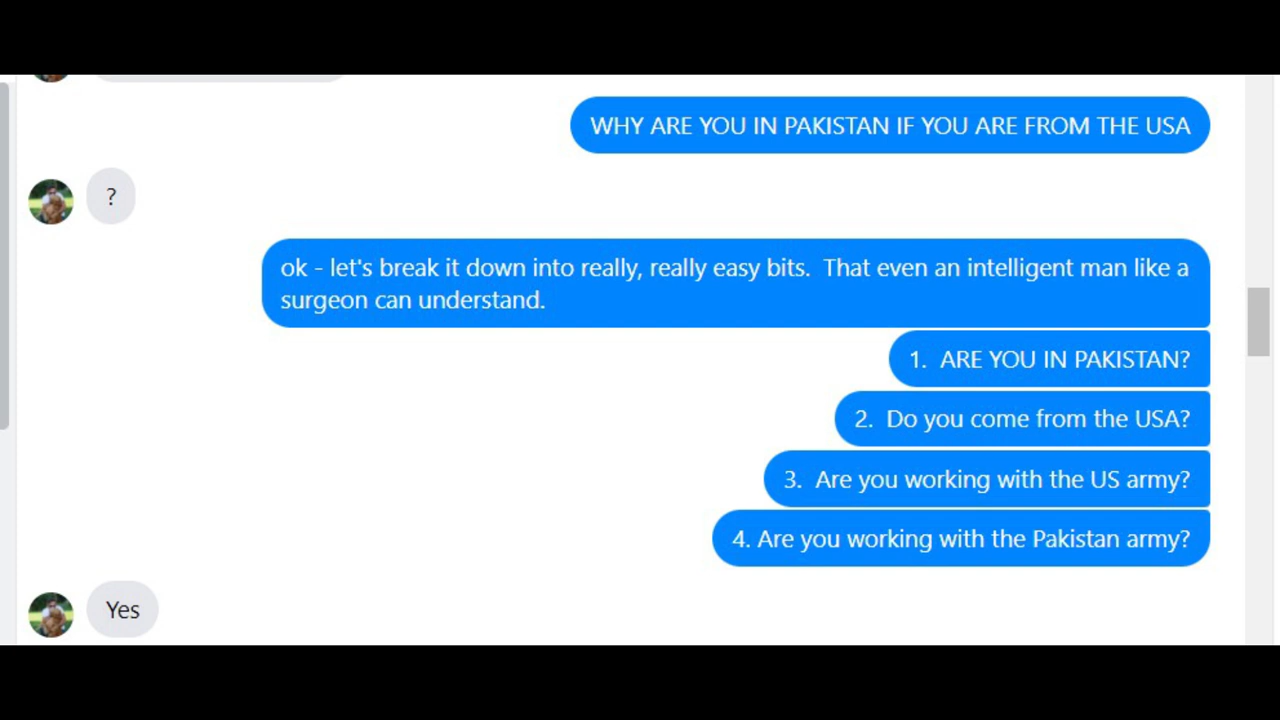 WHY ARE YOU IN PAKISTAN IF YOU ARE FROM THE USA
?
ok - let's break it down into really, really easy bits.  That even an intelligent man like a
surgeon can understand.
1.  ARE YOU IN PAKISTAN?
2.  Do you come from the USA?
3.  Are you working with the US army?
4. Are you working with the Pakistan army?
Yes